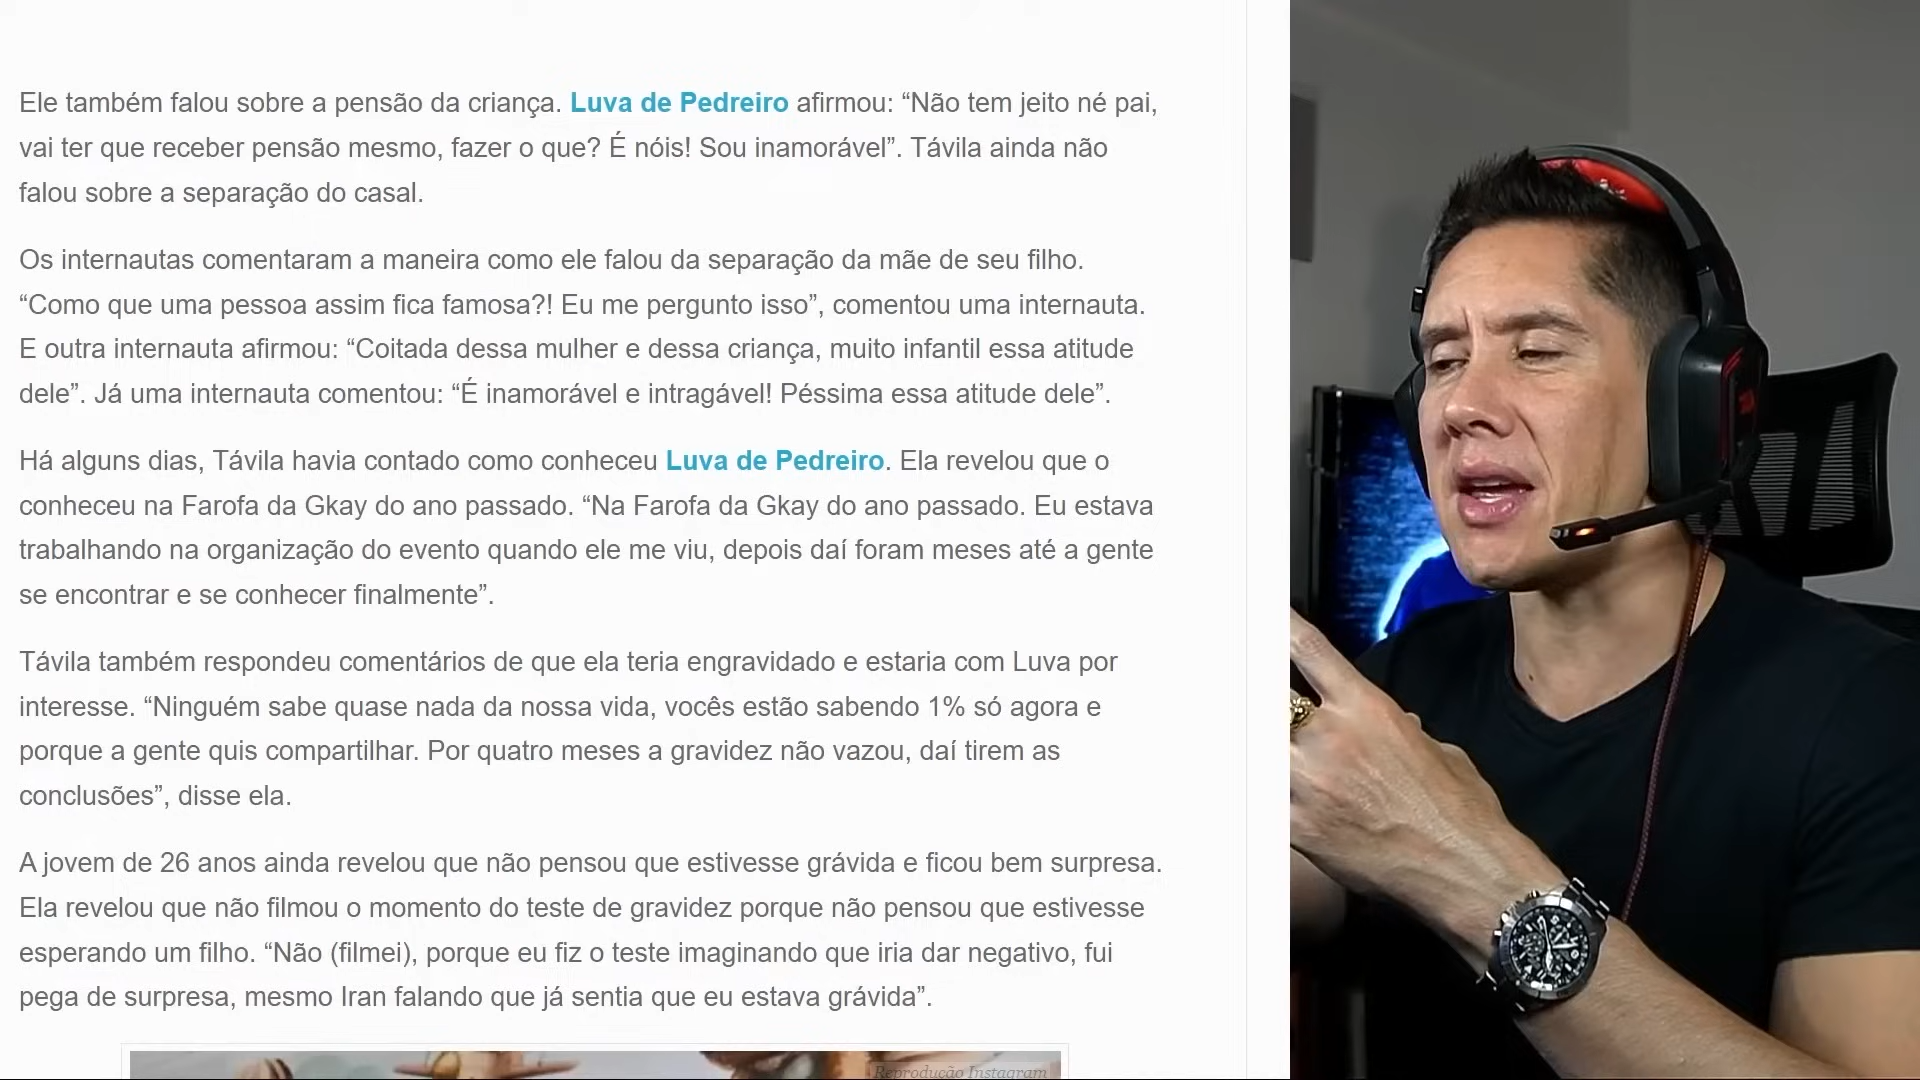 Ele também falou sobre a pensão da criança. Luva de Pedreiro afirmou: “Não tem jeito né pai,
vai ter que receber pensão mesmo, fazer o que? É nóis! Sou inamorável”. Távila ainda não
falou sobre a separação do casal.
Os internautas comentaram a maneira como ele falou da separação da mãe de seu filho.
“Como que uma pessoa assim fica famosa?! Eu me pergunto isso”, comentou uma internauta.
E outra internauta afirmou: “Coitada dessa mulher e dessa criança, muito infantil essa atitude
dele”. Já uma internauta comentou: “É inamorável e intragável! Péssima essa atitude dele”.
Há alguns dias, Távila havia contado como conheceu Luva de Pedreiro. Ela revelou que o
conheceu na Farofa da Gkay do ano passado. “Na Farofa da Gkay do ano passado. Eu estava
trabalhando na organização do evento quando ele me viu, depois daí foram meses até a gente
se encontrar e se conhecer finalmente”.
Távila também respondeu comentários de que ela teria engravidado e estaria com Luva por
interesse. “Ninguém sabe quase nada da nossa vida, vocês estão sabendo 1% só agora e
porque a gente quis compartilhar. Por quatro meses a gravidez não vazou, daí tirem as
conclusões”, disse ela.
A jovem de 26 anos ainda revelou que não pensou que estivesse grávida e ficou bem surpresa.
Ela revelou que não filmou o momento do teste de gravidez porque não pensou que estivesse
esperando um filho. “Não (filmei), porque eu fiz o teste imaginando que iria dar negativo, fui
pega de surpresa, mesmo Iran falando que já sentia que eu estava grávida”.
Reprodução Instagram